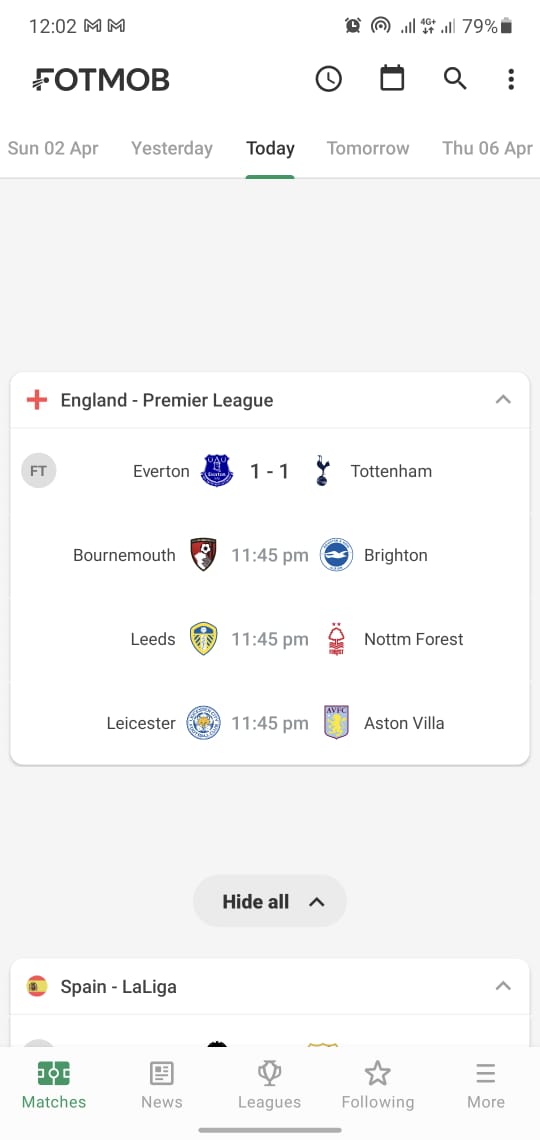 12:02 4G+ 79%
FOTMOB
Sun 02 Apr Yesterday Today Tomorrow Thu 06 Apr
England - Premier League
FT Everton 1 - 1 Tottenham
Bournemouth 11:45 pm Brighton
Leeds 11:45 pm Nottm Forest
Leicester 11:45 pm Aston Villa
Hide all
Spain - LaLiga
Matches News Leagues Following More